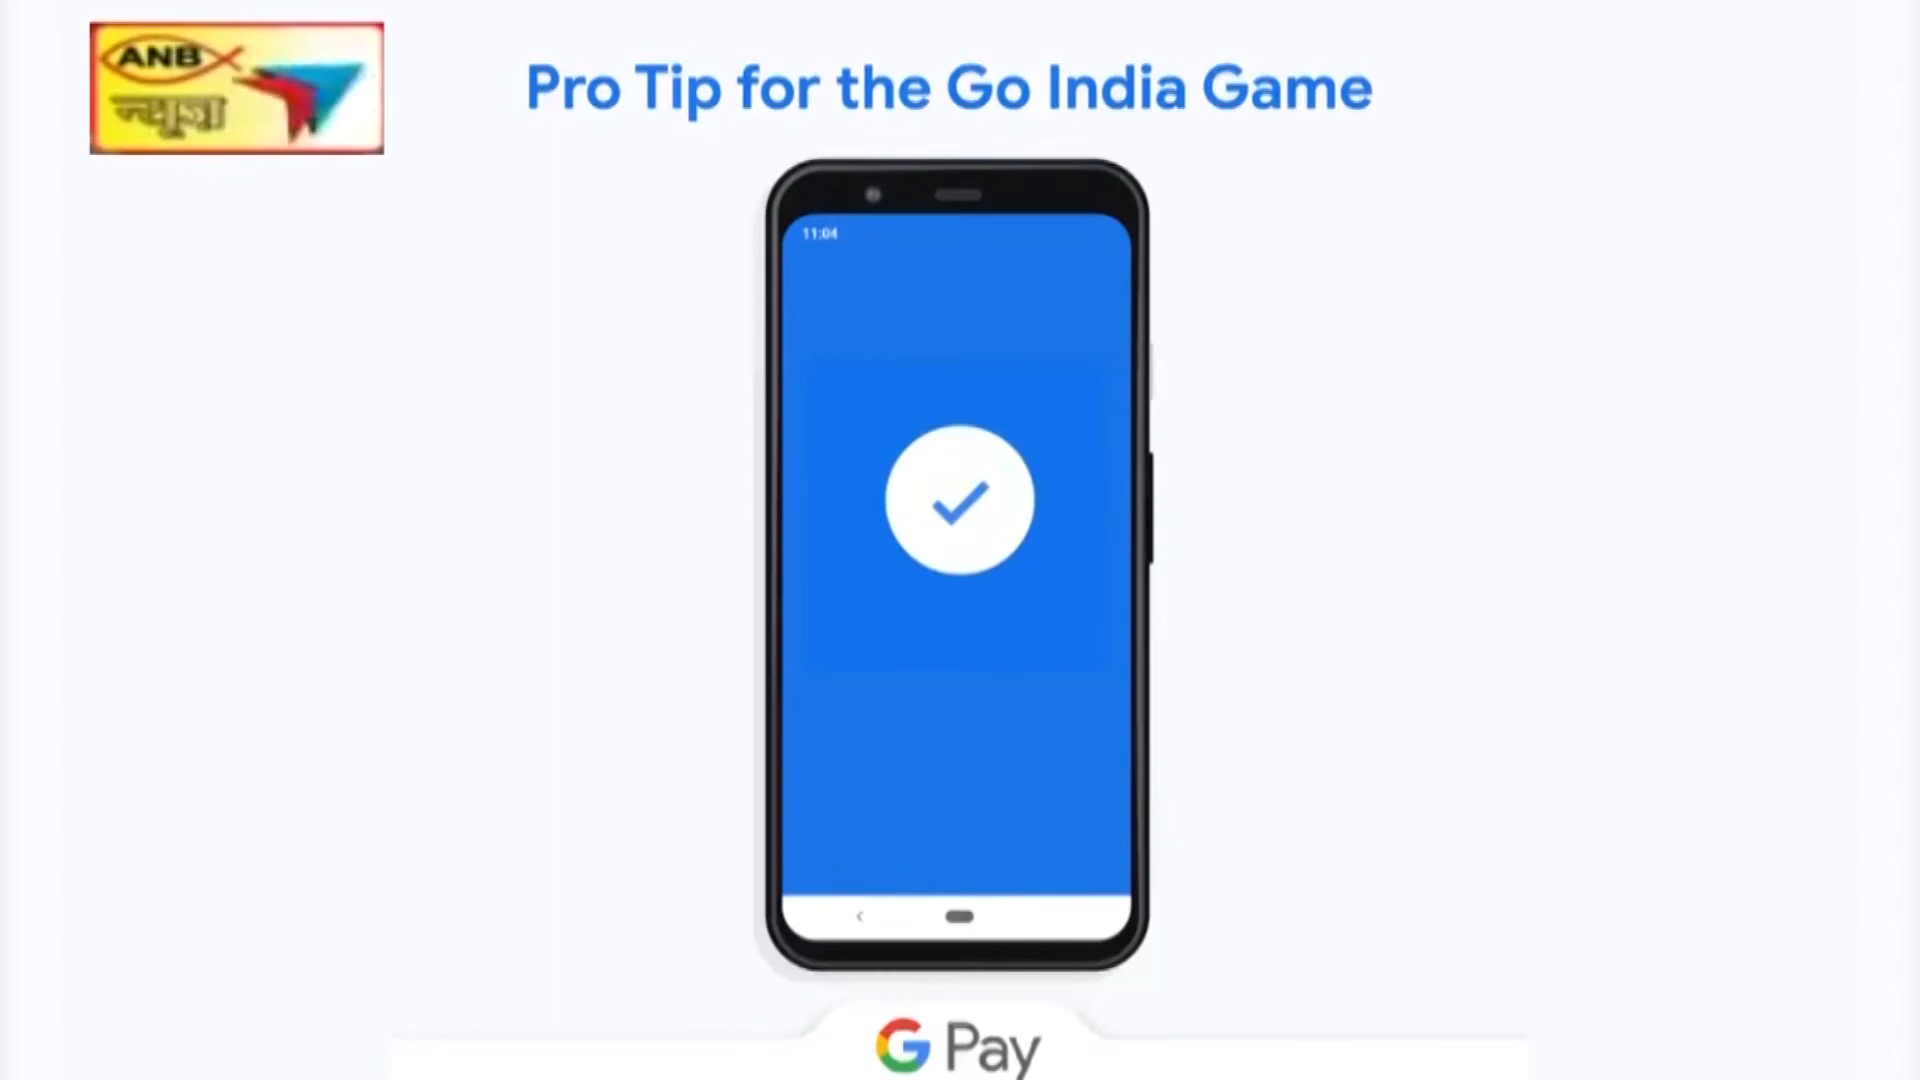 ANB
न्यूज़
Pro Tip for the Go India Game
11:04
G Pay